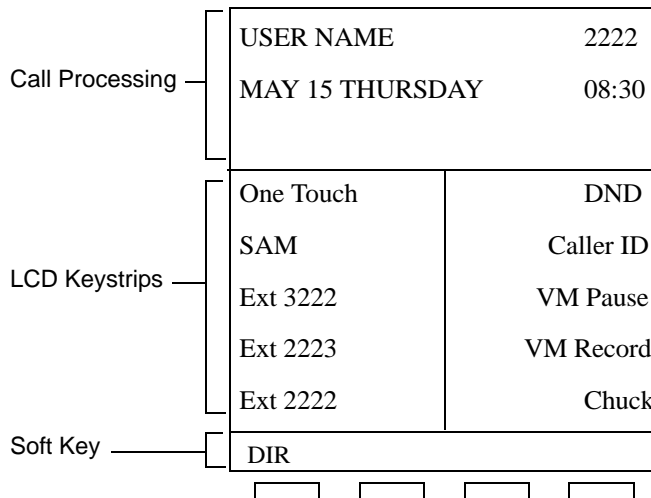 USER NAME 2222
Call Processing
MAY 15 THURSDAY 08:30
One Touch DND
SAM Caller ID
LCD Keystrips
Ext 3222 VM Pause
Ext 2223 VM Record
Ext 2222 Chuck
Soft Key
DIR